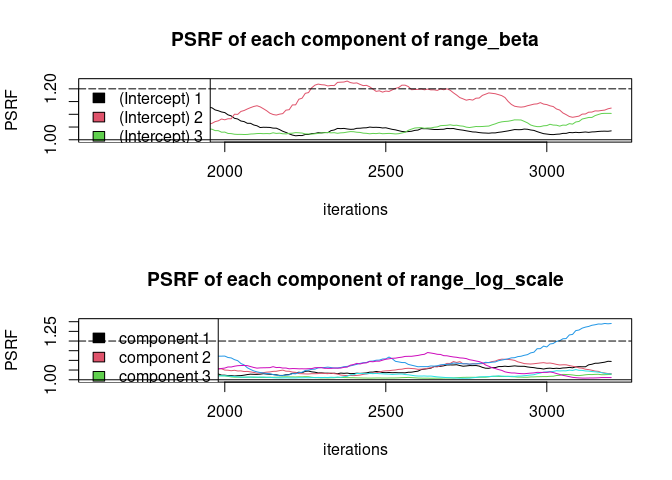 PSRF of each component of range_beta
PSRF
1.00
1.20
(Intercept) 1
(Intercept) 2
(Intercept) 3
2000
2500
3000
iterations
PSRF of each component of range_log_scale
PSRF
1.00
1.25
component 1
component 2
component 3
2000
2500
3000
iterations